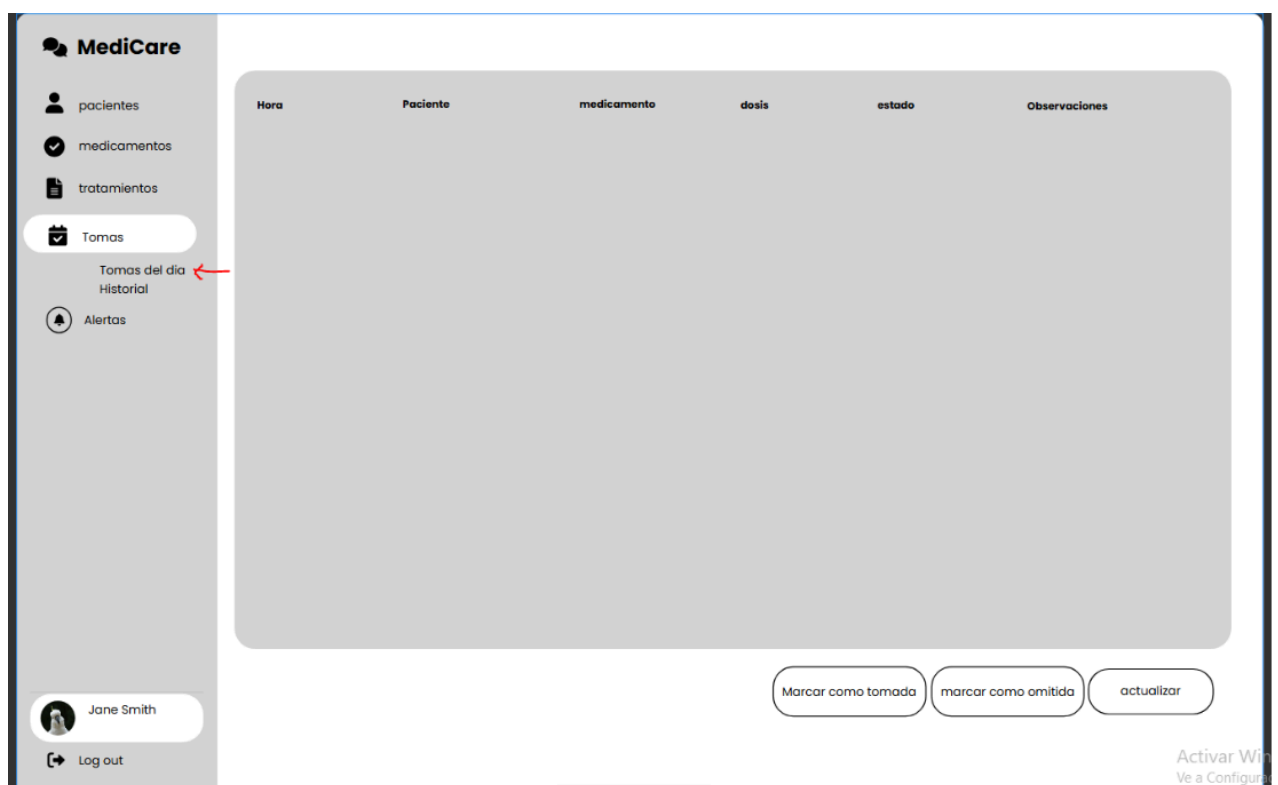 MediCare
pacientes
medicamentos
tratamientos
Tomas
Tomas del día
Historial
Alertas
Hora Paciente medicamento dosis estado Observaciones
Marcar como tomada marcar como omitida actualizar
Jane Smith
Log out
Activar Win
Ve a Configura